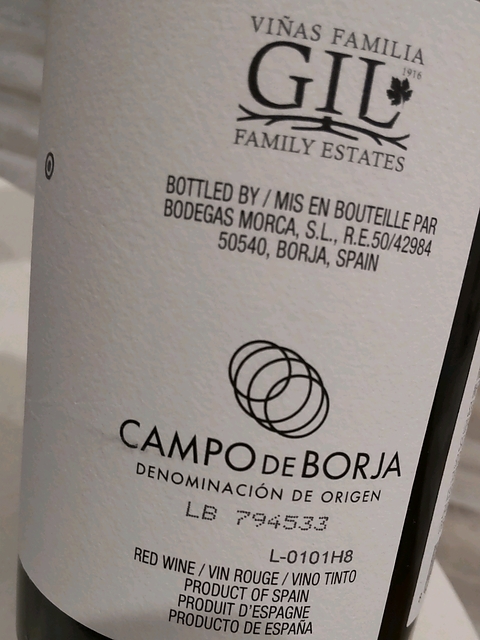 VIÑAS FAMILIA
GIL
1916
FAMILY ESTATES
BOTTLED BY / MIS EN BOUTEILLE PAR
BODEGAS MORCA, S.L., R.E.50/42984
50540, BORJA, SPAIN
CAMPO DE BORJA
DENOMINACIÓN DE ORIGEN
LB 794533
L-0101H8
RED WINE / VIN ROUGE / VINO TINTO
PRODUCT OF SPAIN
PRODUIT D'ESPAGNE
PRODUCTO DE ESPAÑA